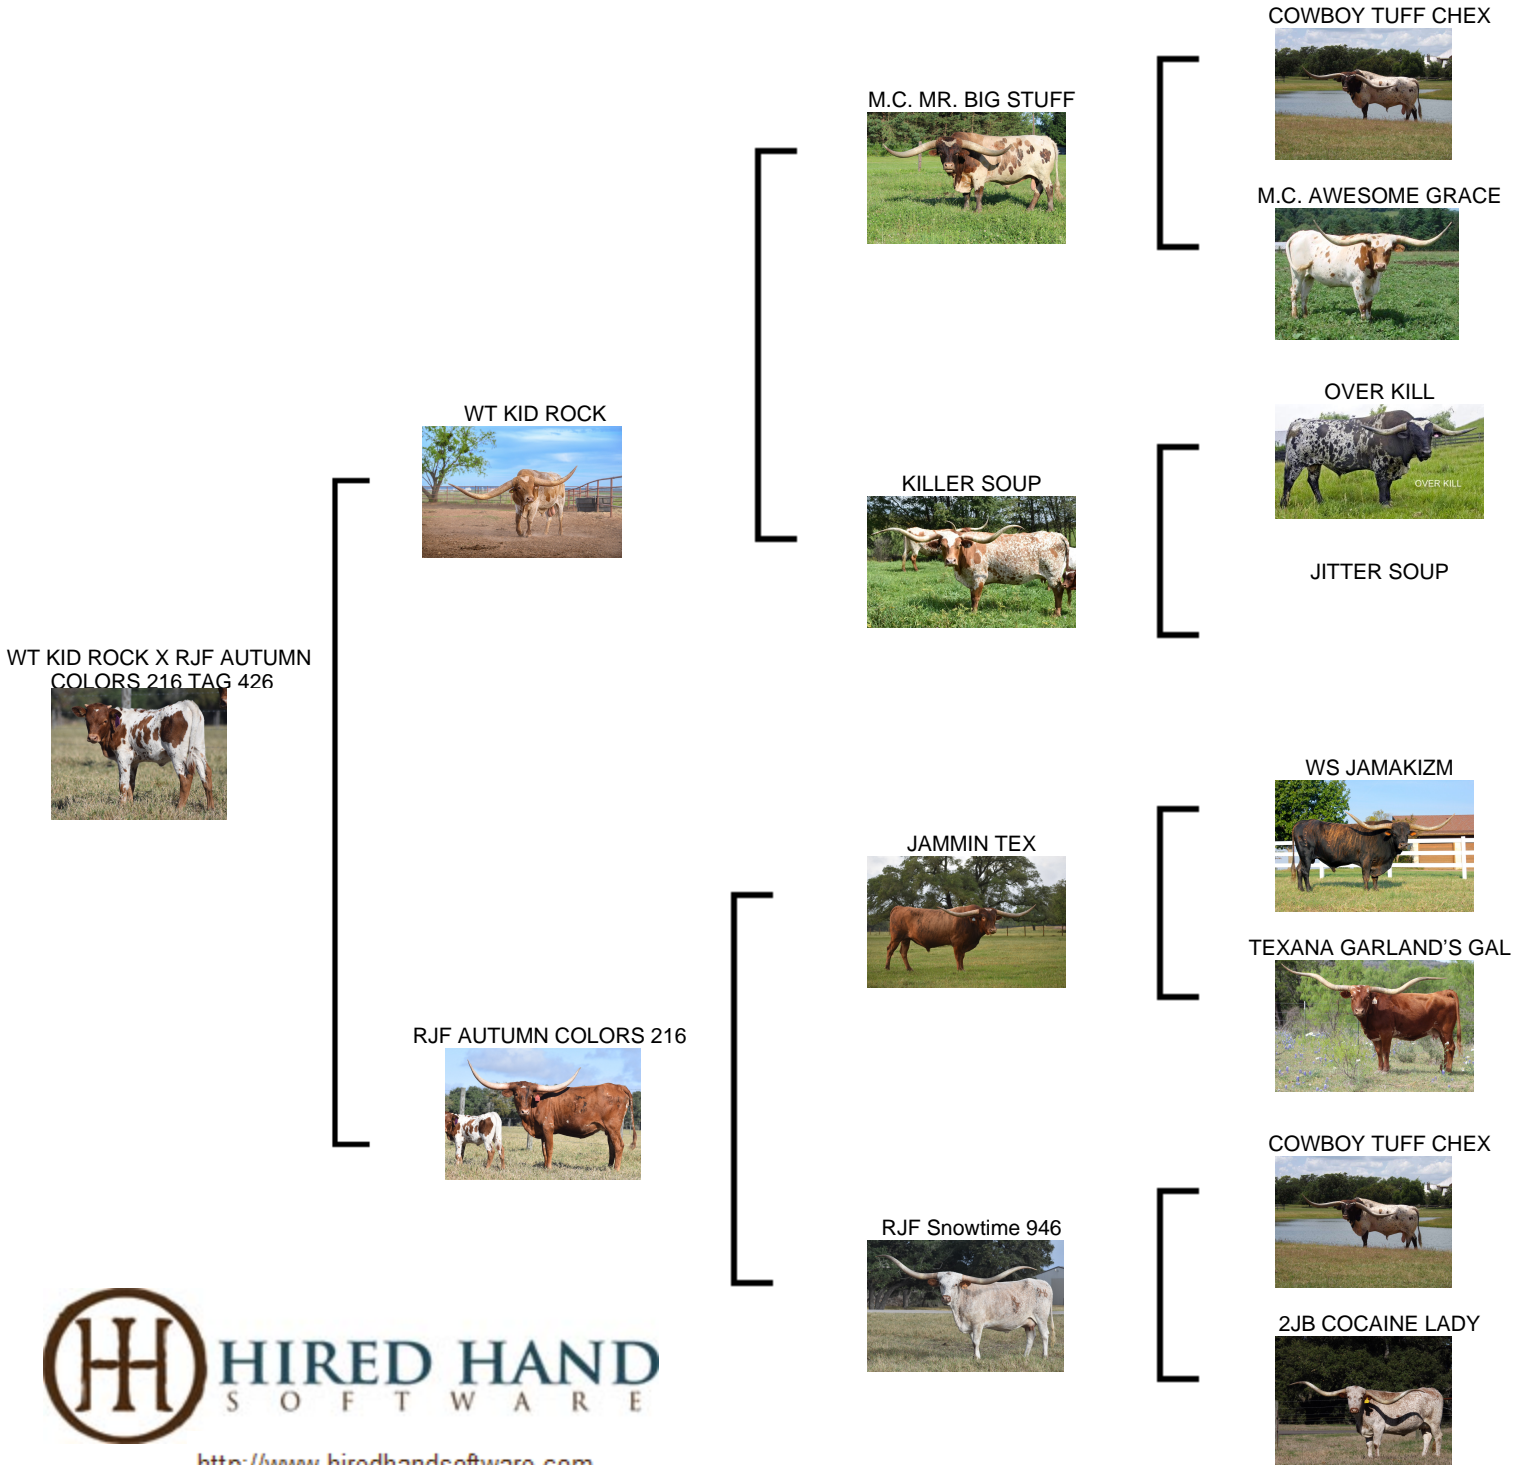 COWBOY TUFF CHEX
M.C. MR. BIG STUFF
M.C. AWESOME GRACE
OVER KILL
OVER KILL
WT KID ROCK
KILLER SOUP
JITTER SOUP
WT KID ROCK X RJF AUTUMN
COLORS 216 TAG 426
WS JAMAKIZM
JAMMIN TEX
TEXANA GARLAND'S GAL
RJF AUTUMN COLORS 216
COWBOY TUFF CHEX
RJF Snowtime 946
2JB COCAINE LADY
HIRED HAND
SOFTWARE
http://www.hiredhandsoftware.com